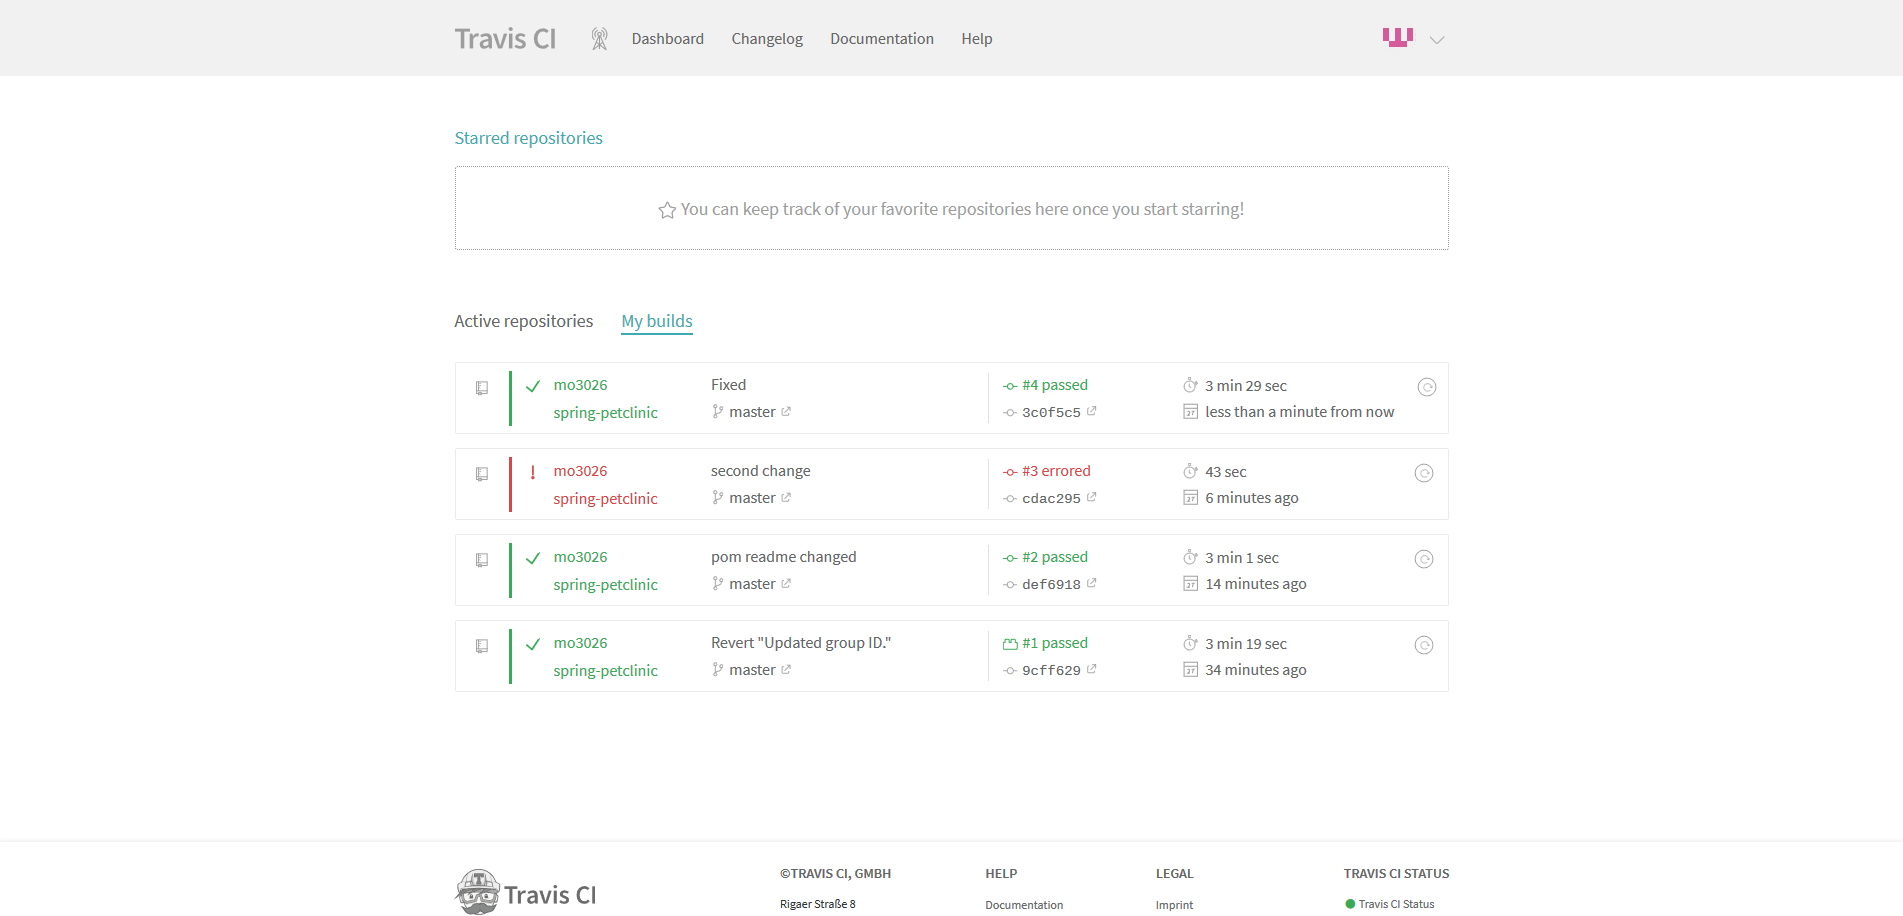 Travis CI Dashboard Changelog Documentation Help
Starred repositories
You can keep track of your favorite repositories here once you start starring!
Active repositories My builds
mo3026 Fixed #4 passed 3 min 29 sec
spring-petclinic master 3c0f5c5 less than a minute from now
mo3026 second change #3 errored 43 sec
spring-petclinic master cdac295 6 minutes ago
mo3026 pom readme changed #2 passed 3 min 1 sec
spring-petclinic master def6918 14 minutes ago
mo3026 Revert "Updated group ID." #1 passed 3 min 19 sec
spring-petclinic master 9cff629 34 minutes ago
Travis CI ©TRAVIS CI, GMBH HELP LEGAL TRAVIS CI STATUS
Rigaer Straße 8 Documentation Imprint Travis CI Status